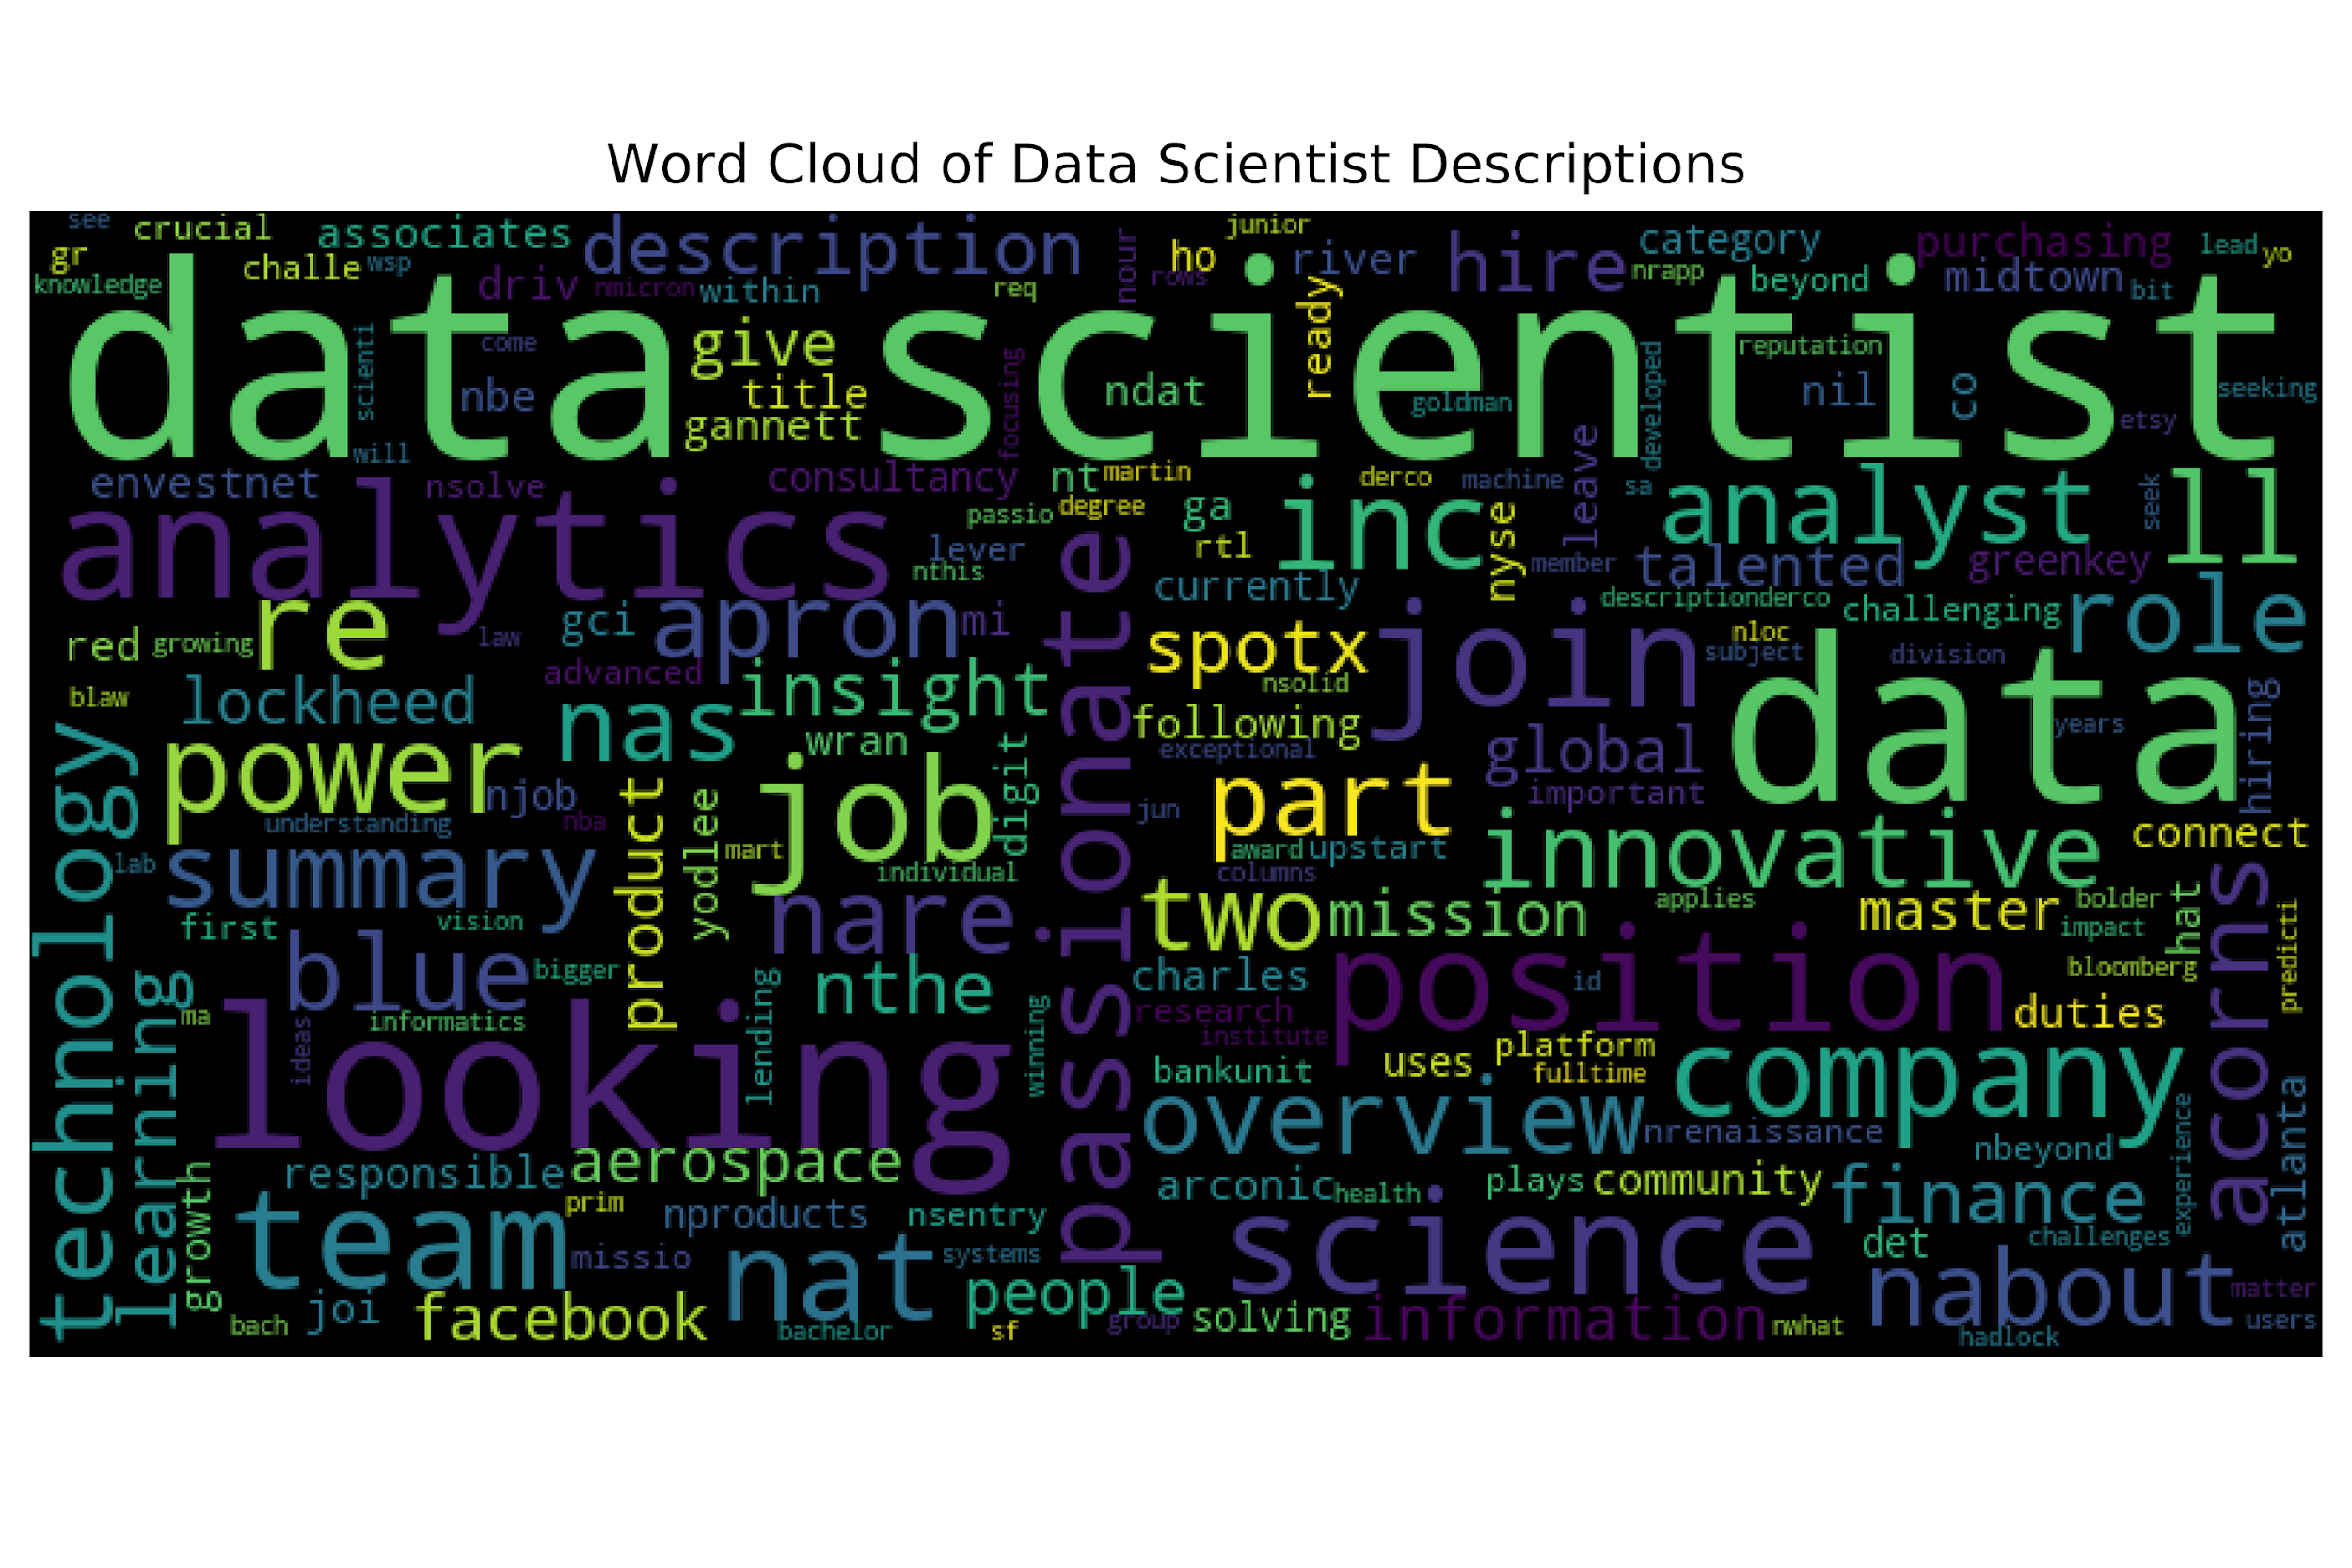 Word Cloud of Data Scientist Descriptions
see crucial associates description nour ho junior river hire category purchasing lead yo
gr knowledge challe wsp driv nmicron within req rows nrapp beyond midtown bit
data scientist
scienti come nbe give title gannett focusing ndat ready goldman developed reputation nil co etsy seeking
will
envestnet nsolve consultancy nt martin derco machine leave sa analyst seek ll
analytics passio degree ga inc nyse
lever rtl member talented greenkey
nthis currently descriptionderco challenging role
re apron mi gci law passionate spotx join nloc
red growing advanced insight nsolid subject division
blaw lockheed nas following data years hiring
technology power wran digit exceptional global
njob product yodlee job part important
understanding nba mart jun innovative connect
lab summary individual award upstart columns acorns
first vision nare two mission applies master bolder hat impact
blue bigger lending nthe charles position id bloomberg predicti
learning ma informatics winning research duties
ideas looking institute uses platform company
bankunit fulltime
overview nrenaissance nbeyond experience atlanta
responsible aerospace arconic health plays community finance
growth team prim nproducts nsentry science det challenges
missio nat systems nabout matter
bach joi facebook bachelor people sf group solving information nwhat hadlock users